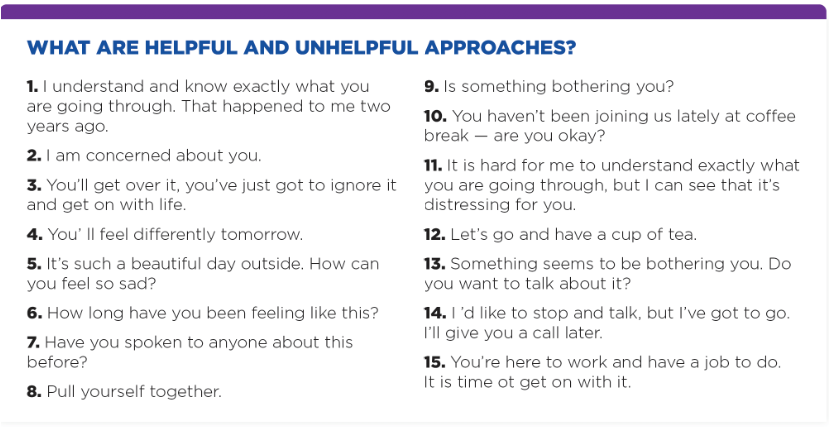 WHAT ARE HELPFUL AND UNHELPFUL APPROACHES?
1. I understand and know exactly what you
are going through. That happened to me two
years ago.
2. I am concerned about you.
3. You'll get over it, you've just got to ignore it
and get on with life.
4. You' ll feel differently tomorrow.
5. It's such a beautiful day outside. How can
you feel so sad?
6. How long have you been feeling like this?
7. Have you spoken to anyone about this
before?
8. Pull yourself together.
9. Is something bothering you?
10. You haven't been joining us lately at coffee
break — are you okay?
11. It is hard for me to understand exactly what
you are going through, but I can see that it's
distressing for you.
12. Let's go and have a cup of tea.
13. Something seems to be bothering you. Do
you want to talk about it?
14. I 'd like to stop and talk, but I've got to go.
I'll give you a call later.
15. You're here to work and have a job to do.
It is time ot get on with it.